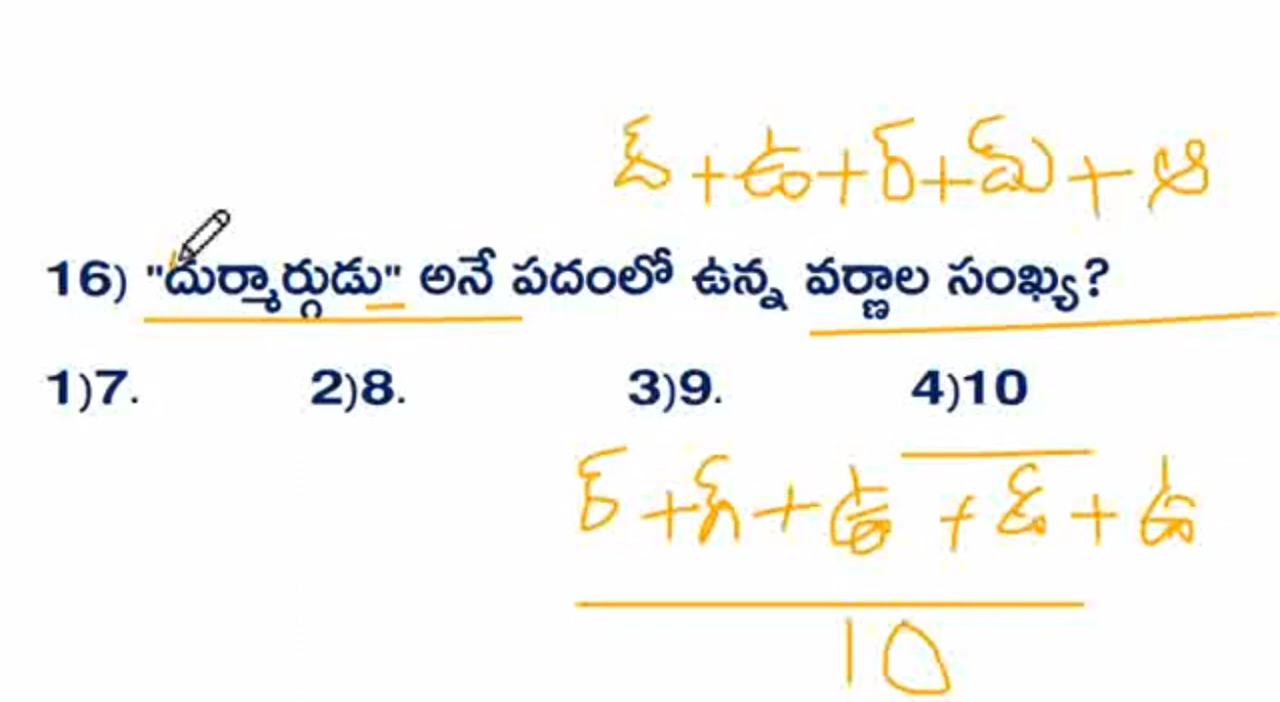 ద్ + ఉ + ర్ + మ్ + ఆ
16) "దుర్మార్గుడు" అనే పదంలో ఉన్న వర్ణాల సంఖ్య?
1)7. 2)8. 3)9. 4)10
ర్ + గ్ + ఉ + డ్ + ఉ
10